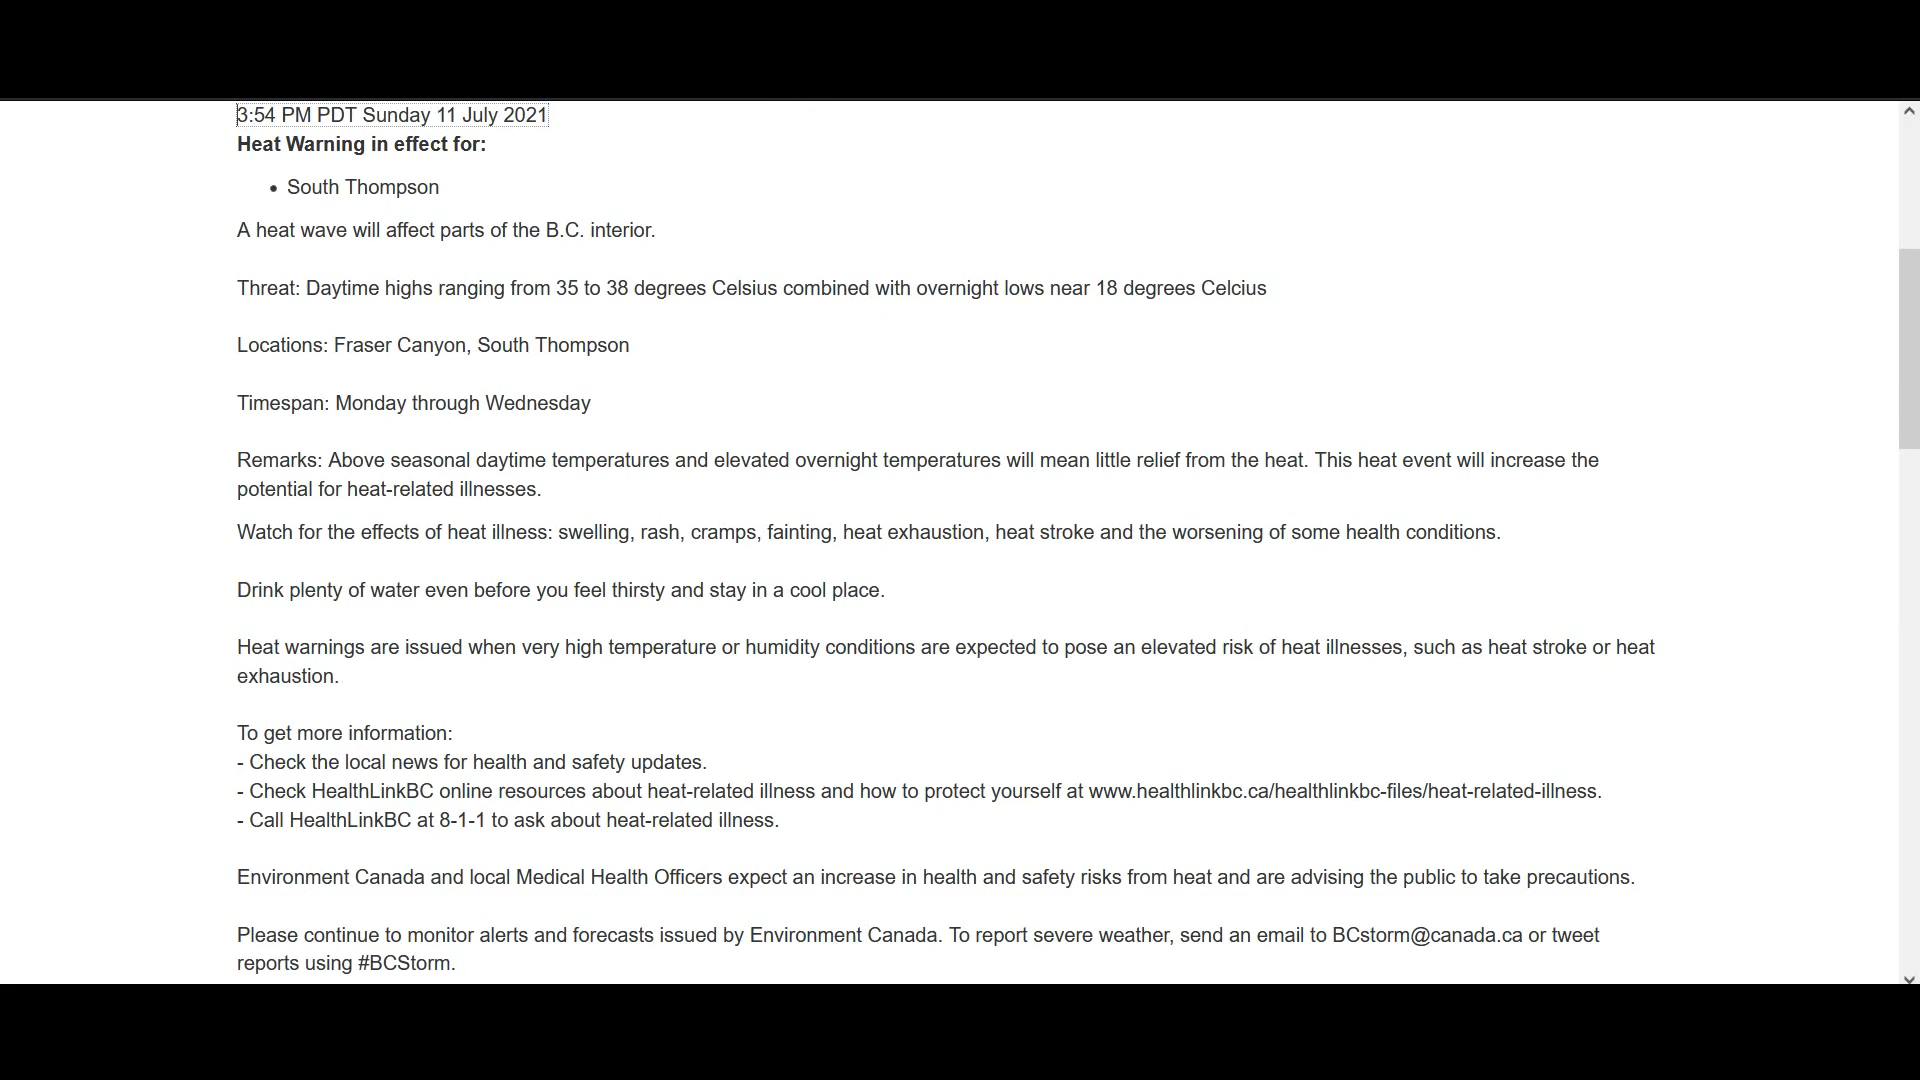 3:54 PM PDT Sunday 11 July 2021
Heat Warning in effect for:
• South Thompson
A heat wave will affect parts of the B.C. interior.
Threat: Daytime highs ranging from 35 to 38 degrees Celsius combined with overnight lows near 18 degrees Celcius
Locations: Fraser Canyon, South Thompson
Timespan: Monday through Wednesday
Remarks: Above seasonal daytime temperatures and elevated overnight temperatures will mean little relief from the heat. This heat event will increase the
potential for heat-related illnesses.
Watch for the effects of heat illness: swelling, rash, cramps, fainting, heat exhaustion, heat stroke and the worsening of some health conditions.
Drink plenty of water even before you feel thirsty and stay in a cool place.
Heat warnings are issued when very high temperature or humidity conditions are expected to pose an elevated risk of heat illnesses, such as heat stroke or heat
exhaustion.
To get more information:
- Check the local news for health and safety updates.
- Check HealthLinkBC online resources about heat-related illness and how to protect yourself at www.healthlinkbc.ca/healthlinkbc-files/heat-related-illness.
- Call HealthLinkBC at 8-1-1 to ask about heat-related illness.
Environment Canada and local Medical Health Officers expect an increase in health and safety risks from heat and are advising the public to take precautions.
Please continue to monitor alerts and forecasts issued by Environment Canada. To report severe weather, send an email to BCstorm@canada.ca or tweet
reports using #BCStorm.